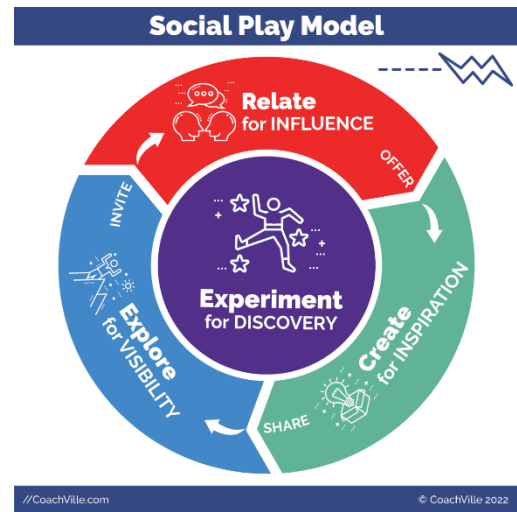 Social Play Model
Relate
for INFLUENCE
OFFER
Create
for INSPIRATION
SHARE
Explore
for VISIBILITY
INVITE
Experiment
for DISCOVERY
//CoachVille.com
© CoachVille 2022